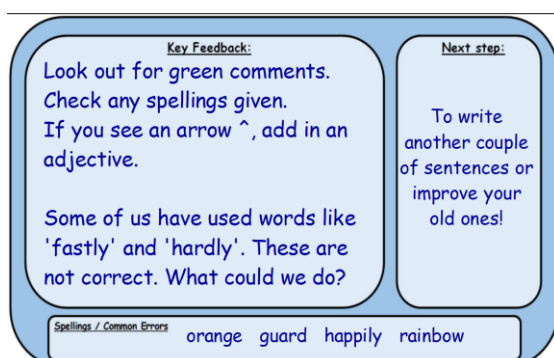 Key Feedback:
Look out for green comments.
Check any spellings given.
If you see an arrow ^, add in an
adjective.
Some of us have used words like
'fastly' and 'hardly'. These are
not correct. What could we do?
Next step:
To write
another couple
of sentences or
improve your
old ones!
Spellings / Common Errors
orange guard happily rainbow